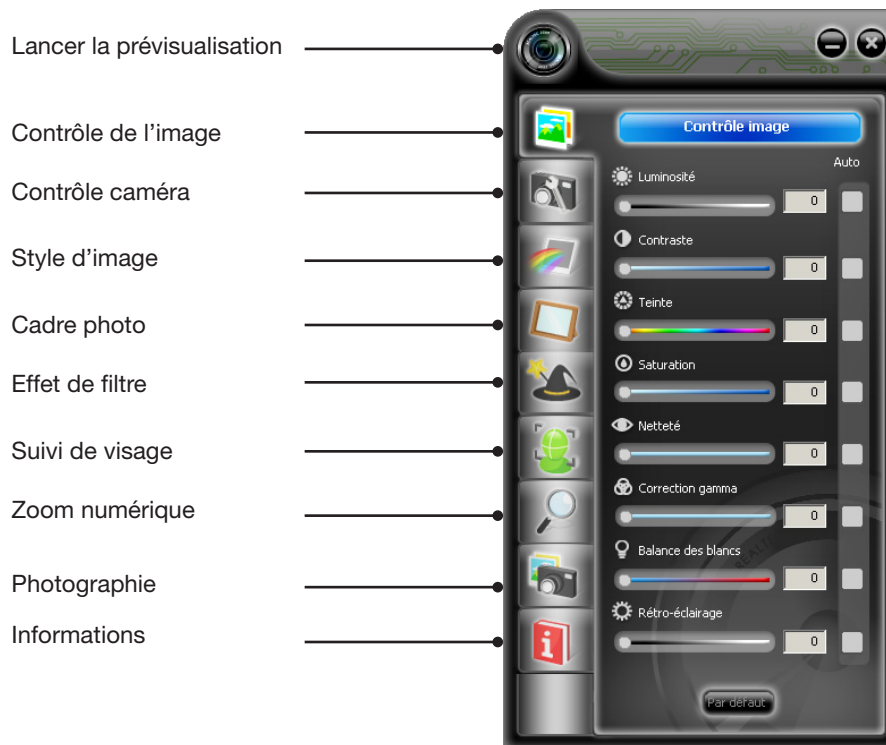 Lancer la prévisualisation
Contrôle de l’image
Contrôle caméra
Style d’image
Cadre photo
Effet de filtre
Suivi de visage
Zoom numérique
Photographie
Informations
Contrôle image
Auto
Luminosité
0
Contraste
0
Teinte
0
Saturation
0
Netteté
0
Correction gamma
0
Balance des blancs
0
Rétro-éclairage
0
Par défaut